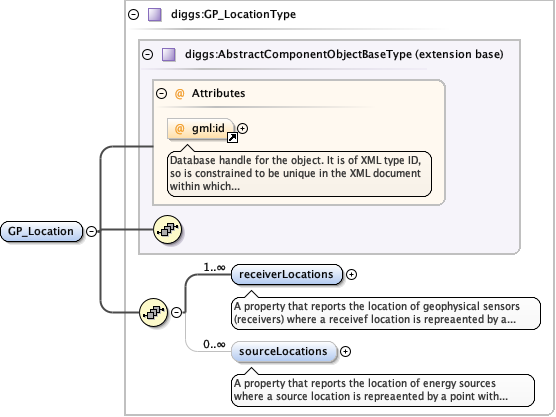 diggs:GP_LocationType
diggs:AbstractComponentObjectBaseType (extension base)
@ Attributes
@ gml:id
Database handle for the object. It is of XML type ID,
so is constrained to be unique in the XML document
within which...
GP_Location
1..∞
receiverLocations
A property that reports the location of geophysical sensors
(receivers) where a receivef location is repreaented by a...
0..∞
sourceLocations
A property that reports the location of energy sources
where a source location is repreaented by a point with...